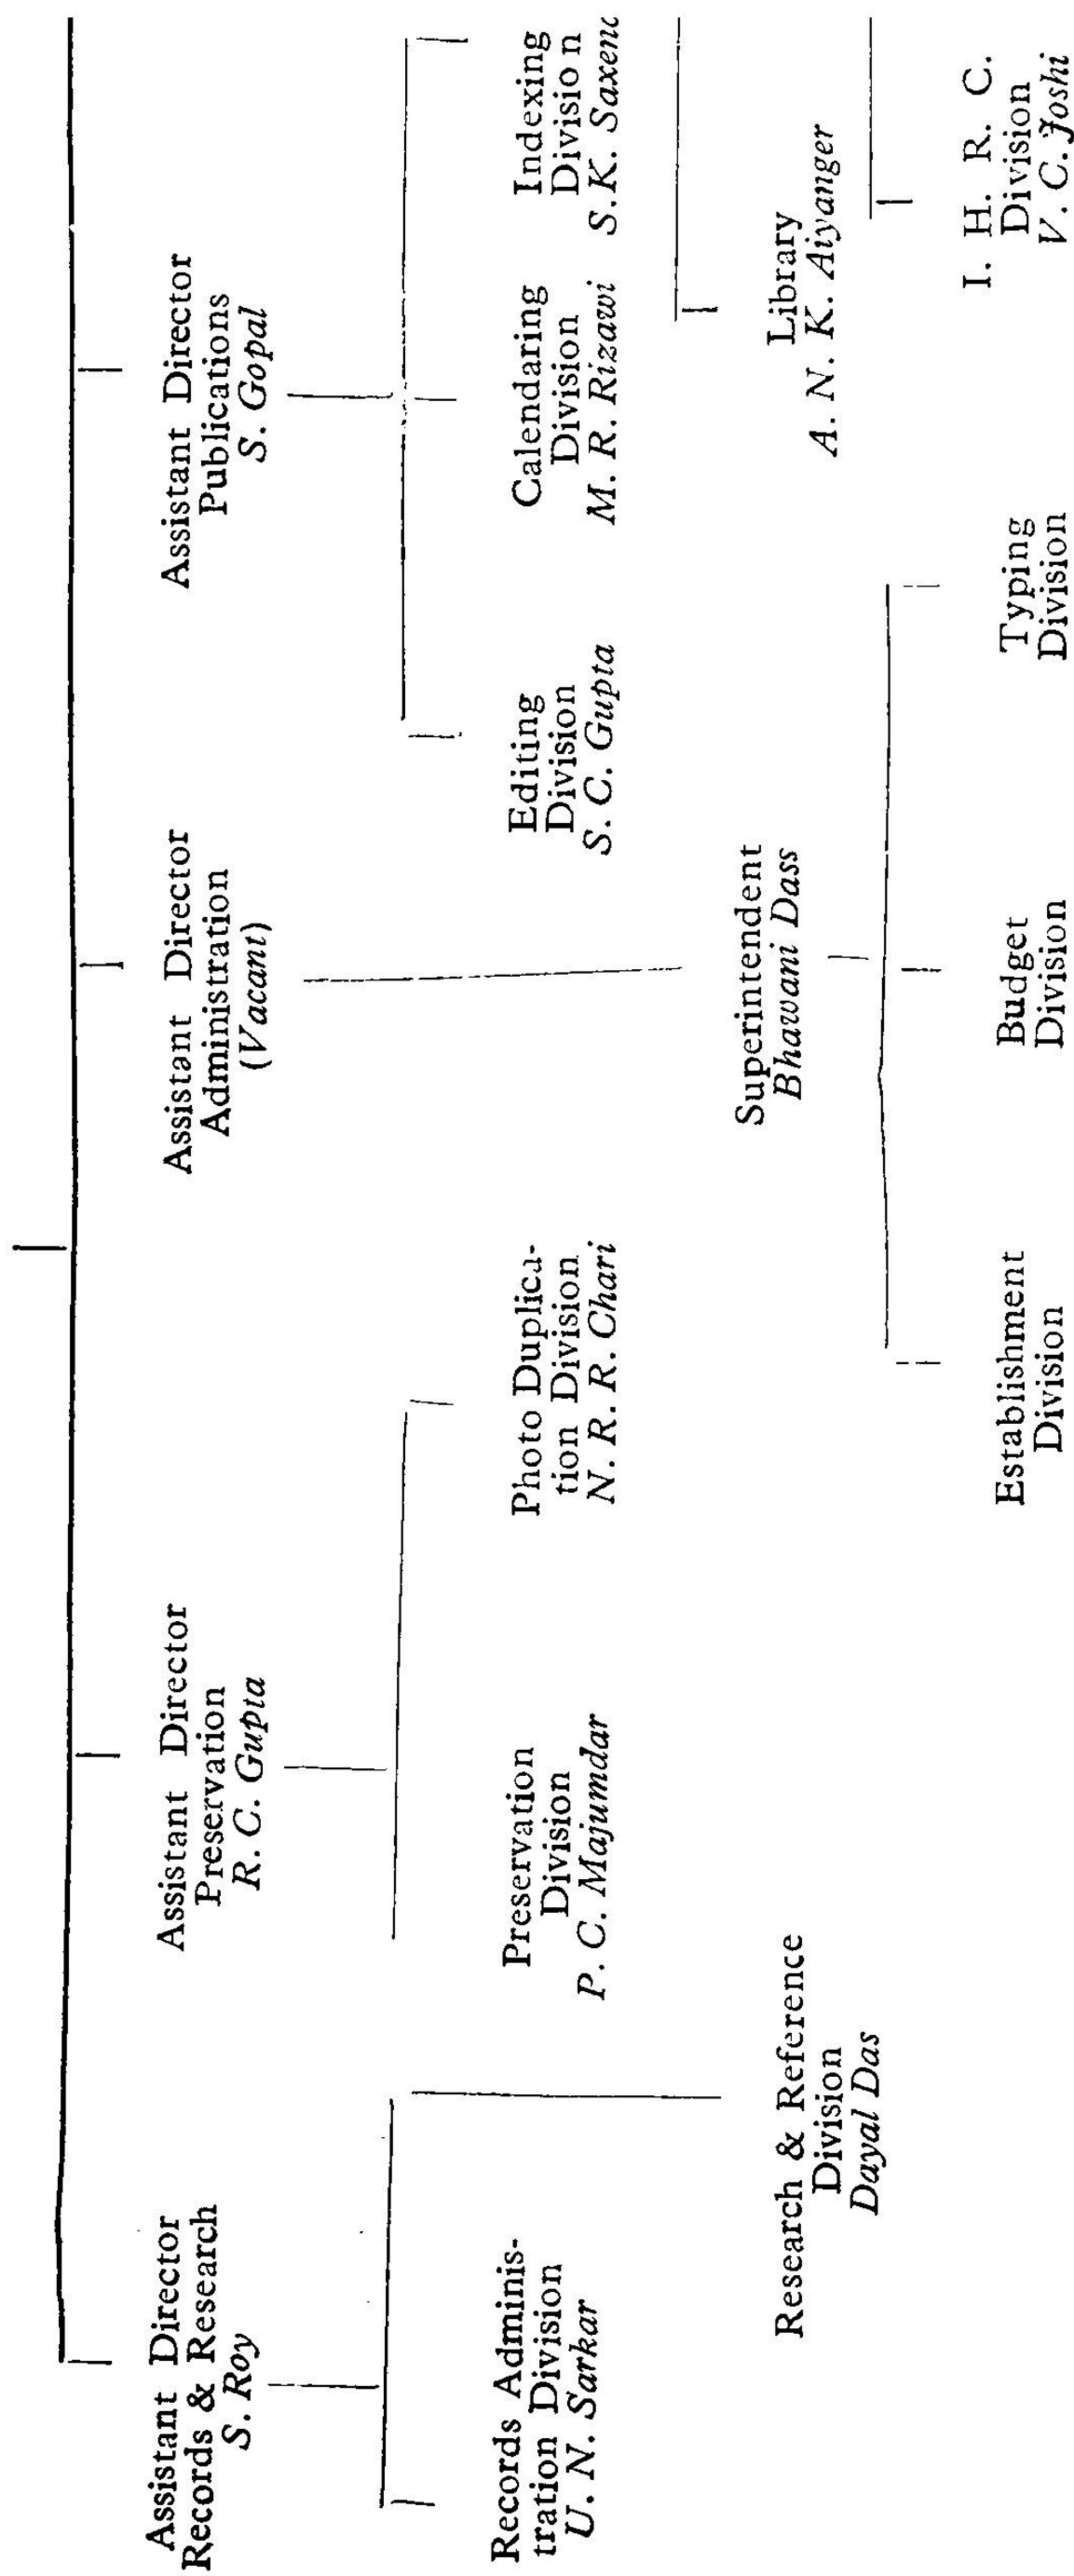 Assistant Director
Records & Research
S. Roy
Assistant Director
Preservation
R. C. Gupta
Assistant Director
Administration
(Vacant)
Assistant Director
Publications
S. Gopal
Records Adminis-
tration Division
U. N. Sarkar
Preservation
Division
P. C. Majumdar
Photo Duplica-
tion Division
N. R. R. Chari
Editing
Division
S. C. Gupta
Calendaring
Division
M. R. Rizawi
Indexing
Division
S. K.
Research & Reference
Division
Dayal Das
Superintendent
Bhawani Dass
Library
A. N. K. Aiyanger
Establishment
Division
Budget
Division
Typing
Division
I. H. R. C.
Division
V. C. Joshi